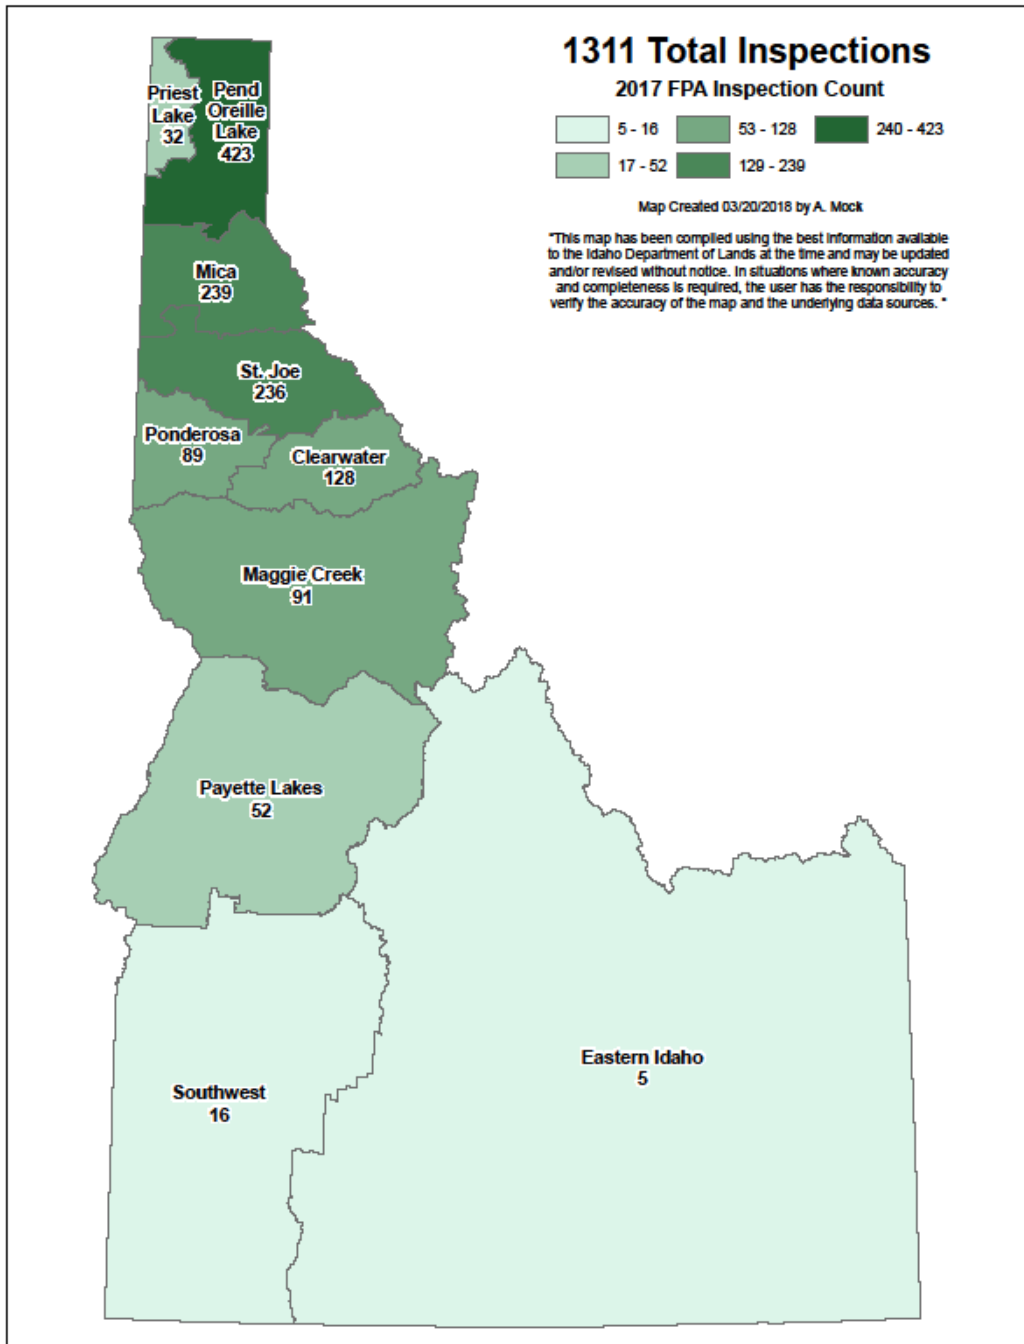 1311 Total Inspections
2017 FPA Inspection Count
5 - 16
53 - 128
240 - 423
17 - 52
129 - 239
Map Created 03/20/2018 by A. Mock
"This map has been compiled using the best information available
to the Idaho Department of Lands at the time and may be updated
and/or revised without notice. In situations where known accuracy
and completeness is required, the user has the responsibility to
verify the accuracy of the map and the underlying data sources. "
Priest
Lake
32
Pend
Oreille
Lake
423
Mica
239
St. Joe
236
Ponderosa
89
Clearwater
128
Maggie Creek
91
Payette Lakes
52
Eastern Idaho
5
Southwest
16